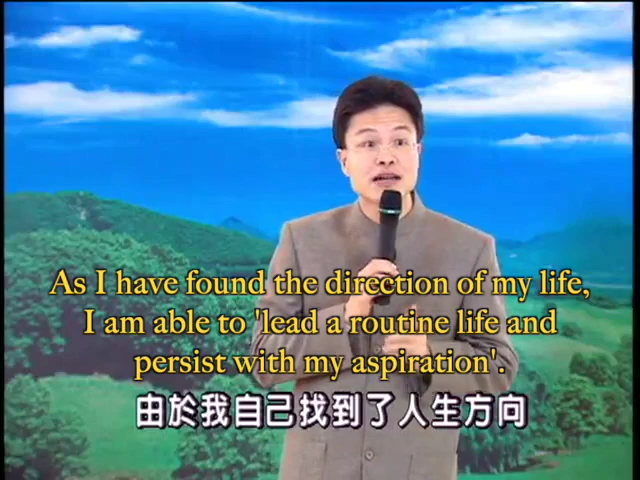 As I have found the direction of my life,
I am able to 'lead a routine life and
persist with my aspiration'.
由於我自己找到了人生方向